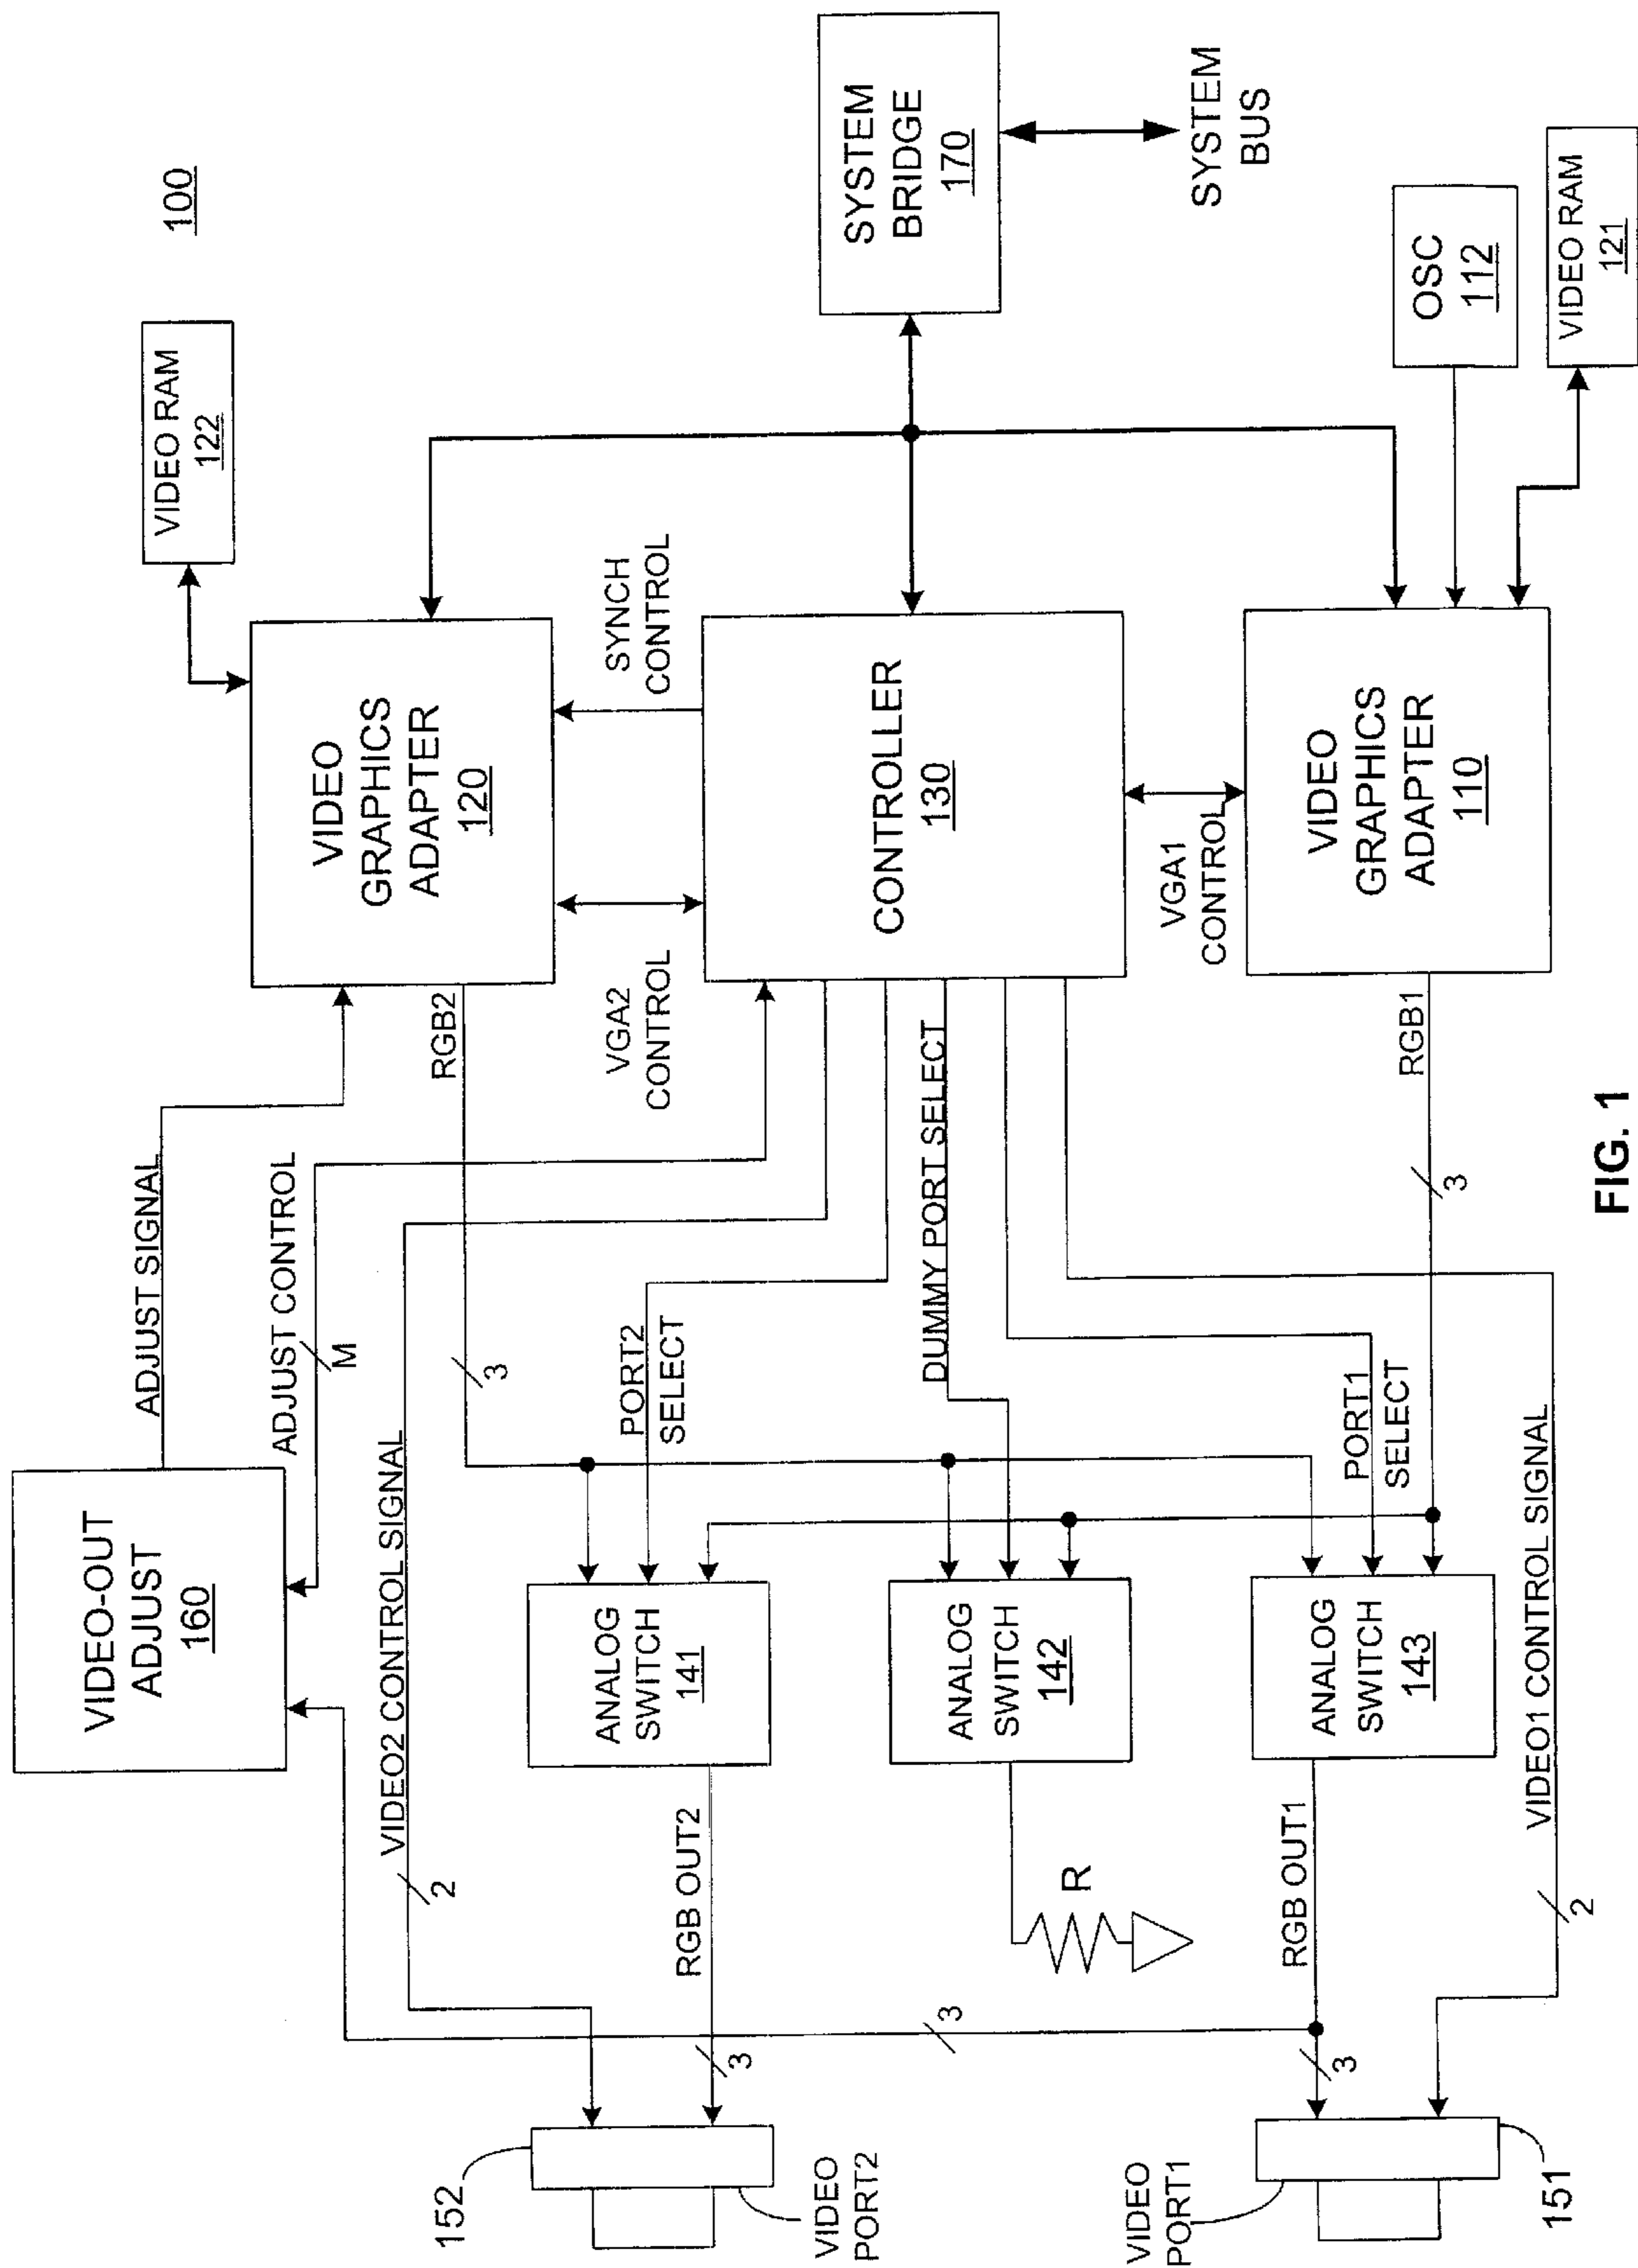 100
VIDEO-OUT
ADJUST
160
ADJUST SIGNAL
ADJUST CONTROL
M
VIDEO RAM
122
VIDEO
GRAPHICS
ADAPTER
120
RGB2
3
VGA2
CONTROL
SYNCH
CONTROL
VIDEO2 CONTROL SIGNAL
2
PORT2
SELECT
DUMMY PORT SELECT
PORT1
SELECT
CONTROLLER
130
SYSTEM
BRIDGE
170
SYSTEM
BUS
152
VIDEO
PORT2
3
RGB OUT2
ANALOG
SWITCH
141
ANALOG
SWITCH
142
R
3
ANALOG
SWITCH
143
RGB OUT1
3
VIDEO
PORT1
151
VIDEO1 CONTROL SIGNAL
2
RGB1
3
VGA1
CONTROL
VIDEO
GRAPHICS
ADAPTER
110
OSC
112
VIDEO RAM
121
FIG. 1